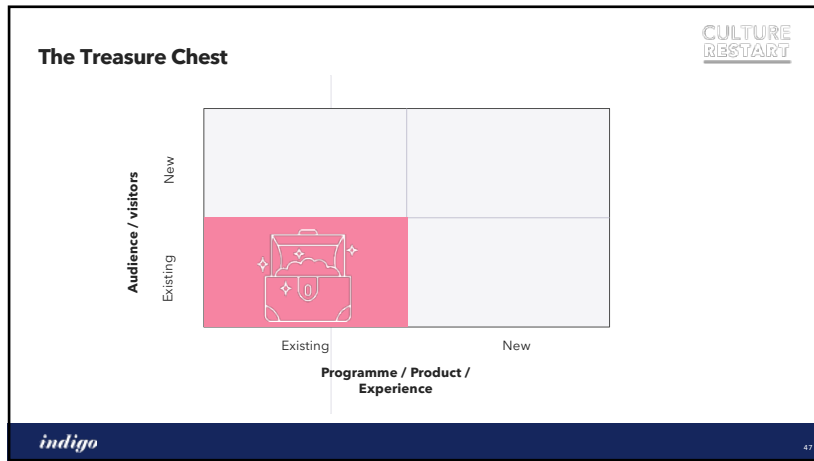 CULTURE
RESTART
The Treasure Chest
New
Audience / visitors
Existing
Existing
New
Programme / Product /
Experience
indigo
47